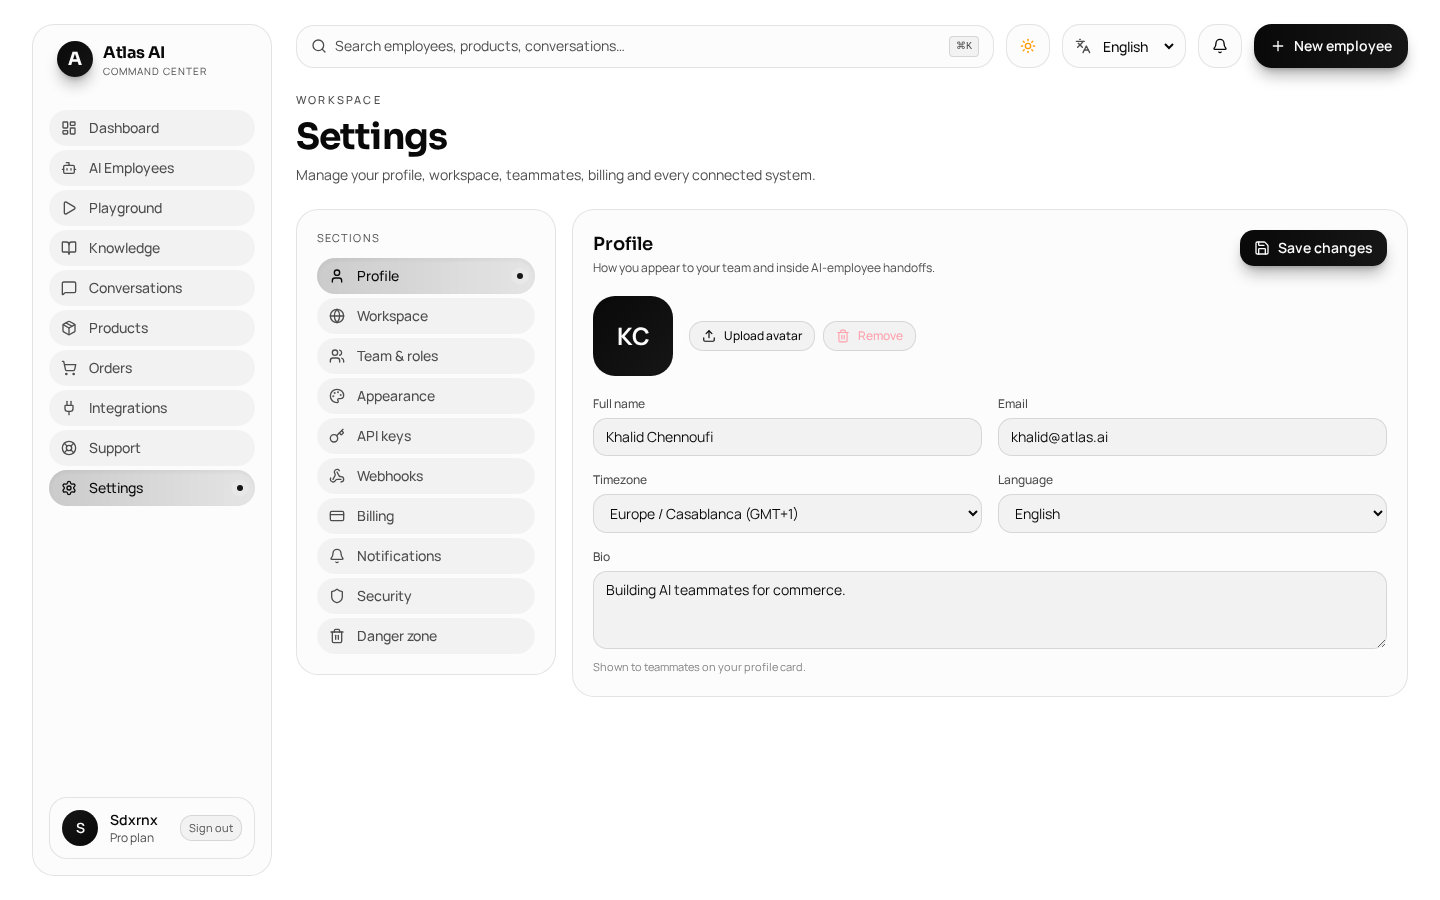 A
Atlas AI
COMMAND CENTER
Dashboard
AI Employees
Playground
Knowledge
Conversations
Products
Orders
Integrations
Support
Settings
S
Sdxrnx
Pro plan
Sign out
Search employees, products, conversations...
⌘K
English
New employee
WORKSPACE
Settings
Manage your profile, workspace, teammates, billing and every connected system.
SECTIONS
Profile
Workspace
Team & roles
Appearance
API keys
Webhooks
Billing
Notifications
Security
Danger zone
Profile
How you appear to your team and inside AI-employee handoffs.
Save changes
KC
Upload avatar
Remove
Full name
Khalid Chennoufi
Email
khalid@atlas.ai
Timezone
Europe / Casablanca (GMT+1)
Language
English
Bio
Building AI teammates for commerce.
Shown to teammates on your profile card.